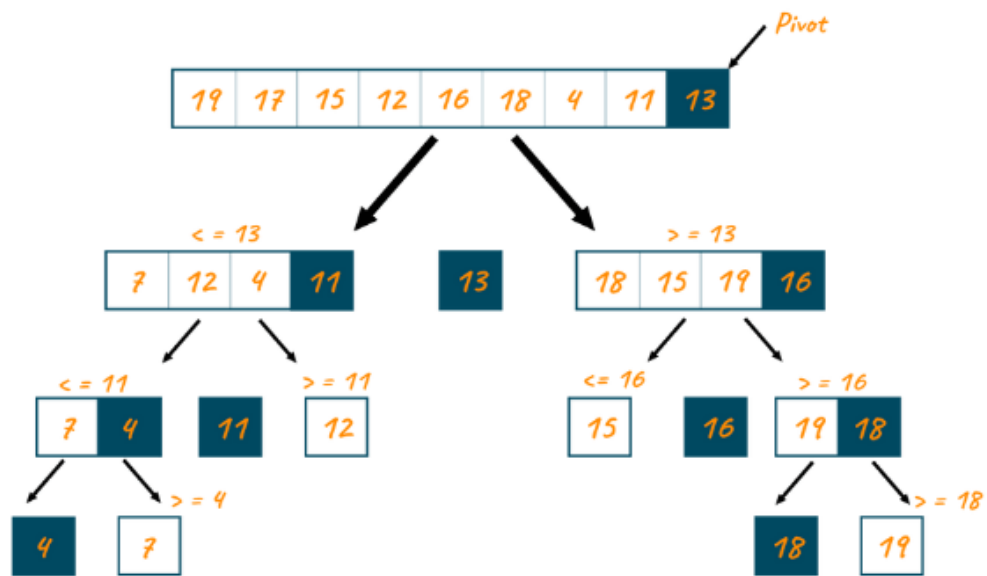 Pivot
19 17 15 12 16 18 4 11 13
< = 13
> = 13
7 12 4 11
13
18 15 19 16
< = 11
> = 11
<= 16
> = 16
7 4
11
12
15
16
19 18
> = 4
> = 18
4
7
18
19